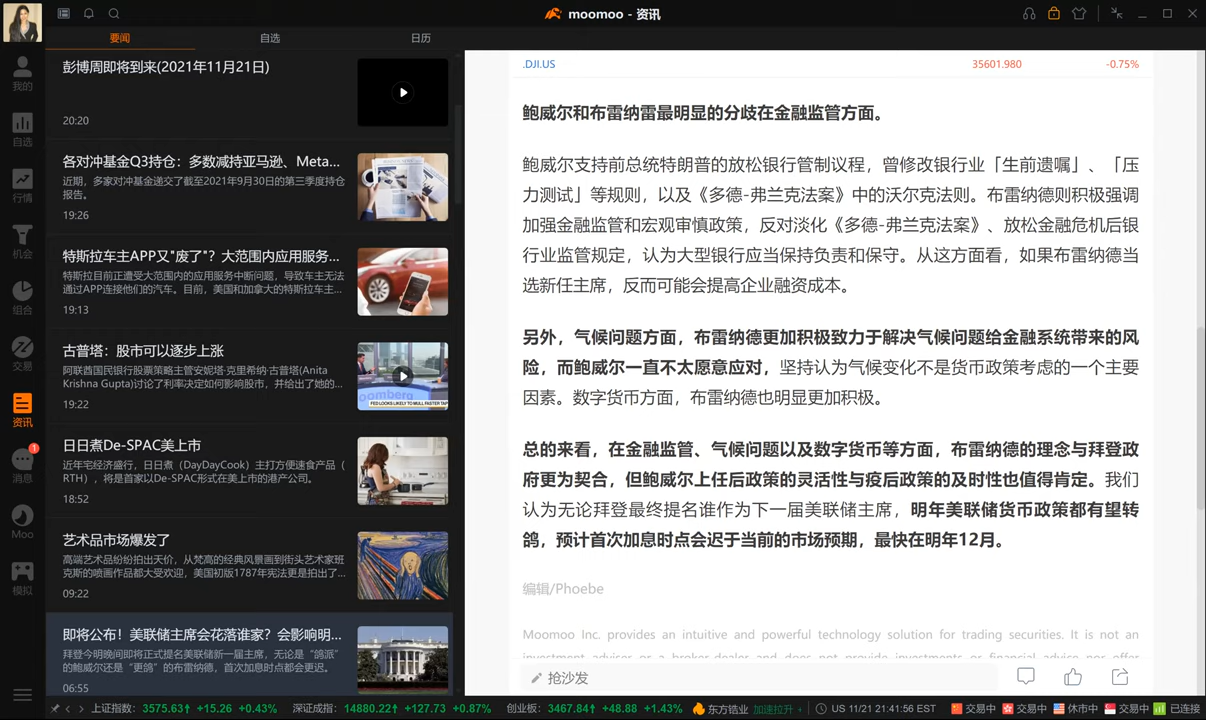 moomoo - 资讯
要闻
自选
日历
我的
自选
行情
机会
组合
交易
资讯
1
消息
Moo
模拟
彭博周即将到来(2021年11月21日)
20:20
各对冲基金Q3持仓：多数减持亚马逊、Meta...
近期，多家对冲基金递交了截至2021年9月30日的第三季度持仓
报告。
19:26
特斯拉车主APP又"废了"？大范围内应用服务...
特斯拉目前正遭受大范围内的应用服务中断问题，导致车主无法
通过APP连接他们的汽车。目前，美国和加拿大的特斯拉车主...
19:13
古普塔：股市可以逐步上涨
阿联酋国民银行股票策略主管安妮塔·克里希纳·古普塔(Anita
Krishna Gupta)讨论了利率决定如何影响股市，并给出了她的...
19:22
日日煮De-SPAC美上市
近年宅经济盛行，日日煮（DayDayCook）主打方便速食产品（
RTH），将是首家以De-SPAC形式在美上市的港产公司。
18:52
艺术品市场爆发了
高端艺术品纷纷拍出天价，从梵高的经典风景画到街头艺术家班
克斯的喷画作品都大受欢迎，美国初版1787年宪法更是拍出了...
09:22
即将公布！美联储主席会花落谁家？会影响明...
拜登今明晚间即将正式提名美联储新一届主席，无论是“鸽派”
的鲍威尔还是“更鸽”的布雷纳德，首次加息时点都会更迟。
06:55
.DJI.US 35601.980 -0.75%
鲍威尔和布雷纳雷最明显的分歧在金融监管方面。
鲍威尔支持前总统特朗普的放松银行管制议程，曾修改银行业「生前遗嘱」、「压
力测试」等规则，以及《多德-弗兰克法案》中的沃尔克法则。布雷纳德则积极强调
加强金融监管和宏观审慎政策，反对淡化《多德-弗兰克法案》、放松金融危机后银
行业监管规定，认为大型银行应当保持负责和保守。从这方面看，如果布雷纳德当
选新任主席，反而可能会提高企业融资成本。
另外，气候问题方面，布雷纳德更加积极致力于解决气候问题给金融系统带来的风
险，而鲍威尔一直不太愿意应对，坚持认为气候变化不是货币政策考虑的一个主要
因素。数字货币方面，布雷纳德也明显更加积极。
总的来看，在金融监管、气候问题以及数字货币等方面，布雷纳德的理念与拜登政
府更为契合，但鲍威尔上任后政策的灵活性与疫后政策的及时性也值得肯定。我们
认为无论拜登最终提名谁作为下一届美联储主席，明年美联储货币政策都有望转
鸽，预计首次加息时点会迟于当前的市场预期，最快在明年12月。
编辑/Phoebe
Moomoo Inc. provides an intuitive and powerful technology solution for trading securities. It is not an
investment adviser or a broker-dealer and does not provide investments or financial advice nor offer
抢沙发
上证指数: 3575.63↑ +15.26 +0.43% 深证成指: 14880.22↑ +127.73 +0.87% 创业板: 3467.84↑ +48.88 +1.43% 东方锆业 加速拉升 US 11/21 21:41:56 EST 交易中 交易中 休市中 交易中 已连接